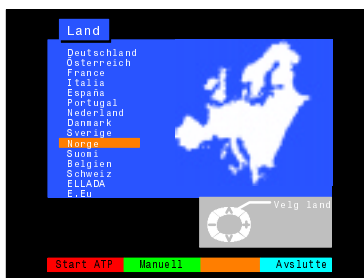 Land
Deutschland
Österreich
France
Italia
España
Portugal
Nederland
Danmark
Sverige
Norge
Suomi
Belgien
Schweiz
ELLADA
E.Eu
Velg land
Start ATP Manuell Avslutte